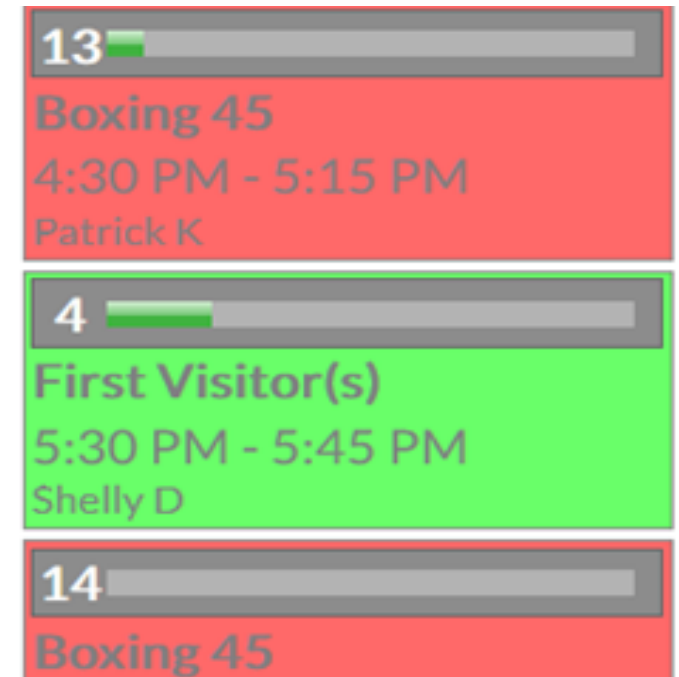 13
Boxing 45
4:30 PM - 5:15 PM
Patrick K
4
First Visitor(s)
5:30 PM - 5:45 PM
Shelly D
14
Boxing 45